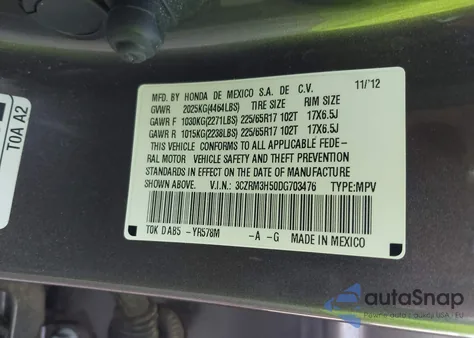 MFD. BY HONDA DE MEXICO S.A. DE C.V. 11/'12
GVWR 2025KG(4464LBS) TIRE SIZE RIM SIZE
GAWR F 1030KG(2271LBS) 225/65R17 102T 17X6.5J
GAWR R 1015KG(2238LBS) 225/65R17 102T 17X6.5J
THIS VEHICLE CONFORMS TO ALL APPLICABLE FEDE-
RAL MOTOR VEHICLE SAFETY AND THEFT PREVENTION
STANDARDS IN EFFECT ON THE DATE OF MANUFACTURE
SHOWN ABOVE. V.I.N.: 3CZRM3H50DG703476 TYPE:MPV
T0K D AB5 -YR578M -A -G MADE IN MEXICO
T0A A2
autoSnap